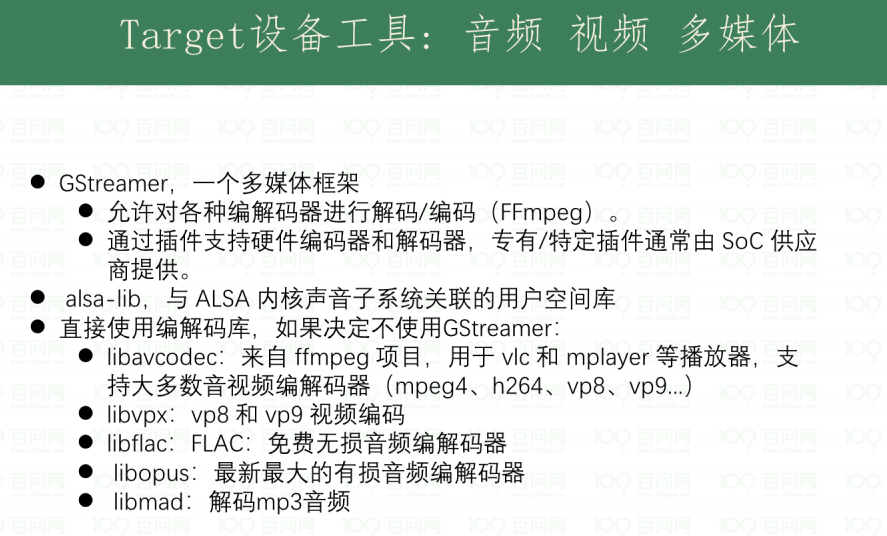 Target设备工具：音频 视频 多媒体
● GStreamer，一个多媒体框架
● 允许对各种编解码器进行解码/编码（FFmpeg）。
● 通过插件支持硬件编码器和解码器，专有/特定插件通常由 SoC 供应
商提供。
● alsa-lib，与 ALSA 内核声音子系统关联的用户空间库
● 直接使用编解码库，如果决定不使用GStreamer：
● libavcodec：来自 ffmpeg 项目，用于 vlc 和 mplayer 等播放器，支
持大多数音视频编解码器（mpeg4、h264、vp8、vp9...）
● libvpx：vp8 和 vp9 视频编码
● libflac：FLAC：免费无损音频编解码器
● libopus：最新最大的有损音频编解码器
● libmad：解码mp3音频